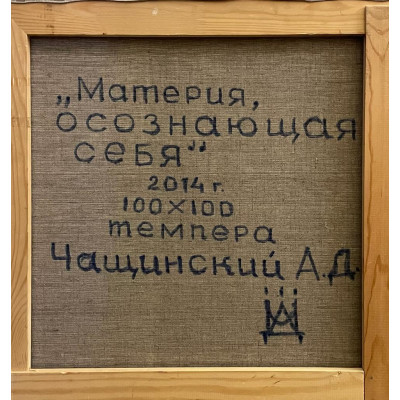 „Материя,
осознающая
себя"
2014 г.
100×100
темпера
Чащинский А.Д.